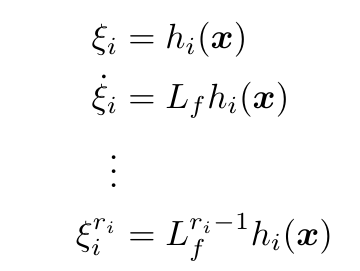 ξ_i = h_i(𝒙)
ξ̇_i = L_f h_i(𝒙)
⋮
ξ_i^{r_i} = L_f^{r_i−1} h_i(𝒙)